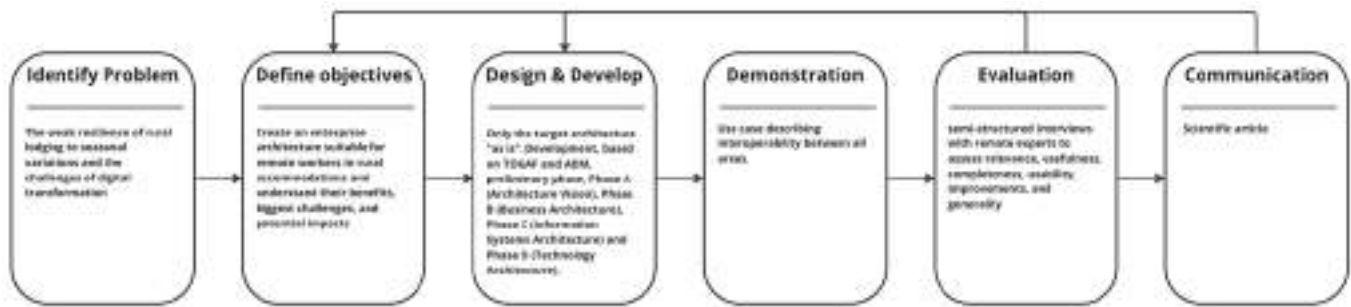 Identify Problem
The weak resilience of rural
lodging to seasonal
variations and the
challenges of digital
transformation
Define objectives
Create an enterprise
architecture suitable for
remote workers in rural
accommodations and
understand their benefits,
biggest challenges, and
potential impacts
Design & Develop
Only the target architecture
"as is". Development, based
on TOGAF and ADM,
preliminary phase, Phase A
(Architecture Vision), Phase
B (Business Architecture),
Phase C (Information
Systems Architecture) and
Phase D (Technology
Architecture).
Demonstration
Use case describing
interoperability between all
areas.
Evaluation
semi-structured interviews
with remote experts to
assess relevance, usefulness,
completeness, usability,
improvements, and
generality
Communication
Scientific article